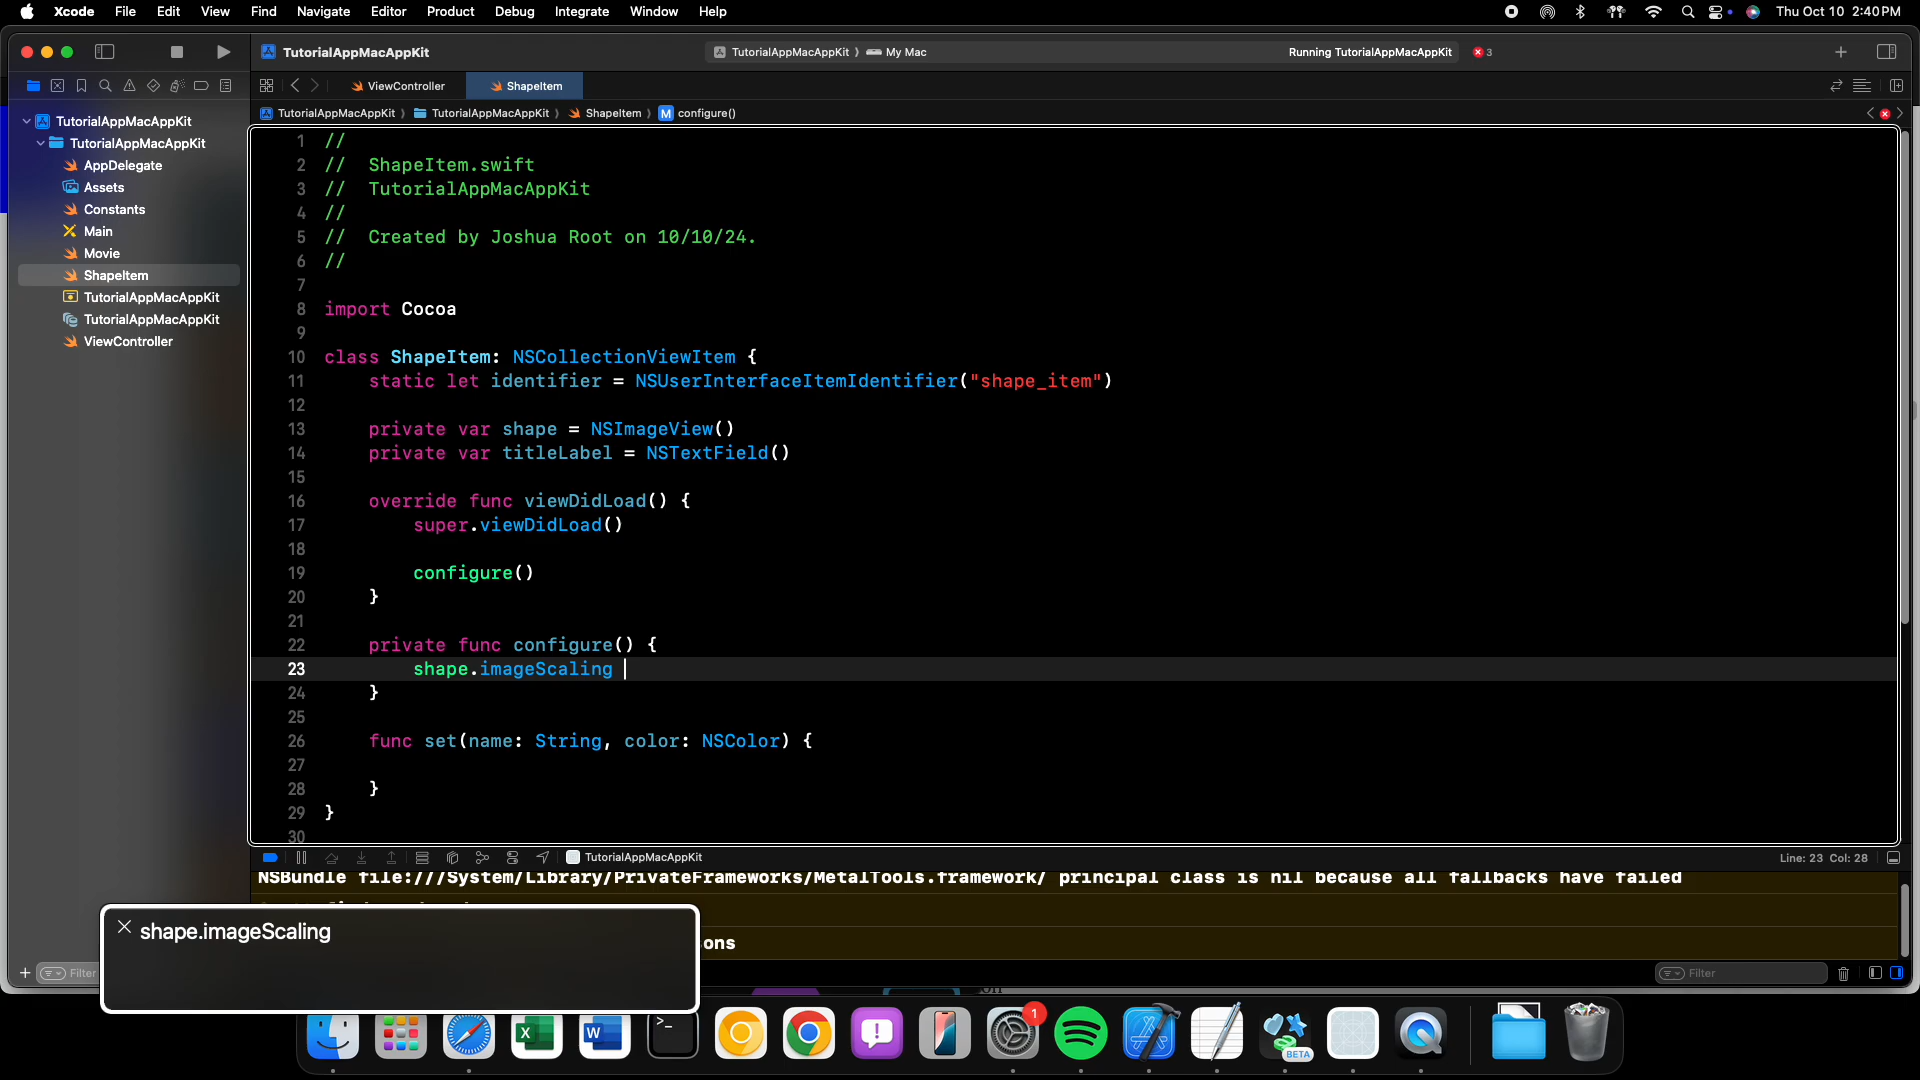 Xcode File Edit View Find Navigate Editor Product Debug Integrate Window Help Thu Oct 10 2:40 PM
TutorialAppMacAppKit TutorialAppMacAppKit My Mac Running TutorialAppMacAppKit 3
ViewController ShapeItem
TutorialAppMacAppKit TutorialAppMacAppKit ShapeItem M configure()
TutorialAppMacAppKit
TutorialAppMacAppKit
AppDelegate
Assets
Constants
Main
Movie
ShapeItem
TutorialAppMacAppKit
TutorialAppMacAppKit
ViewController
Filter
1 //
2 // ShapeItem.swift
3 // TutorialAppMacAppKit
4 //
5 // Created by Joshua Root on 10/10/24.
6 //
7
8 import Cocoa
9
10 class ShapeItem: NSCollectionViewItem {
11 static let identifier = NSUserInterfaceItemIdentifier("shape_item")
12
13 private var shape = NSImageView()
14 private var titleLabel = NSTextField()
15
16 override func viewDidLoad() {
17 super.viewDidLoad()
18
19 configure()
20 }
21
22 private func configure() {
23 shape.imageScaling
24 }
25
26 func set(name: String, color: NSColor) {
27
28 }
29 }
30
TutorialAppMacAppKit Line: 23 Col: 28
NSBundle file:///System/Library/PrivateFrameworks/MetalTools.framework/ principal class is nil because all fallbacks have failed
ons
Filter
shape.imageScaling
1
BETA